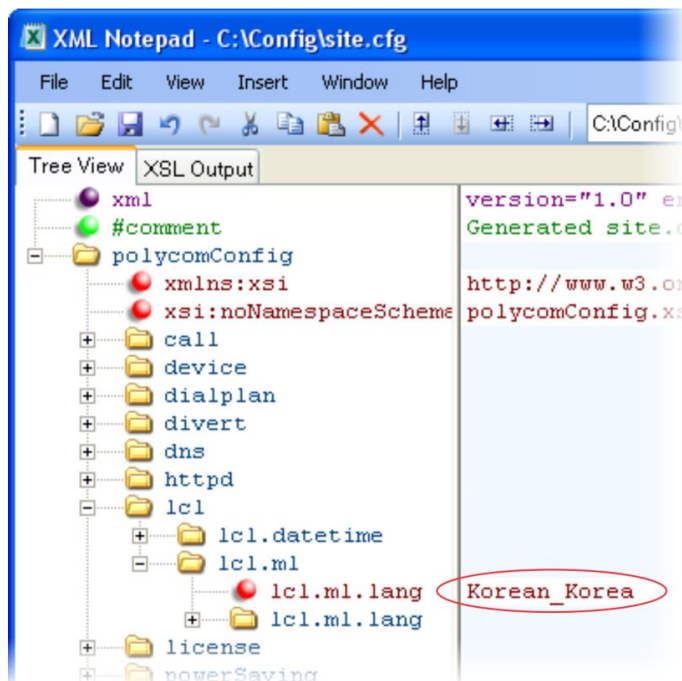 XML Notepad - C:\Config\site.cfg
File Edit View Insert Window Help
C:\Config\
Tree View XSL Output
xml version="1.0" e
#comment Generated site.
polycomConfig
xmlns:xsi http://www.w3.o
xsi:noNamespaceScheme polycomConfig.xs
call
device
dialplan
divert
dns
httpd
lcl
lcl.datetime
lcl.ml
lcl.ml.lang Korean_Korea
lcl.ml.lang
license
powerSaving